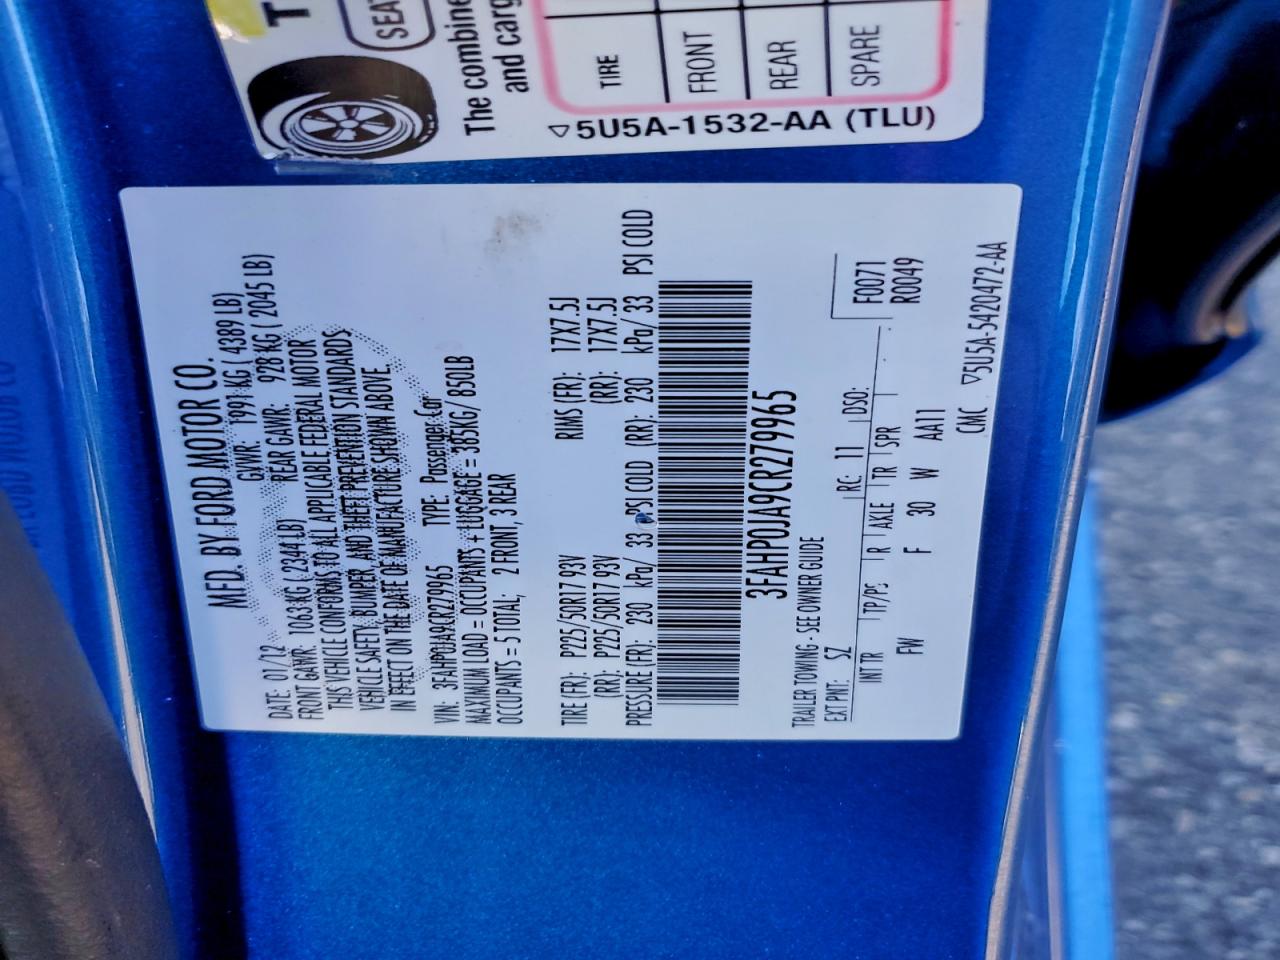 T
SEAT
The combine
and carg
TIRE
FRONT
REAR
SPARE
5U5A-1532-AA (TLU)
MFD. BY FORD MOTOR CO.
DATE: 07/12 GVWR: 1991 KG ( 4389 LB)
FRONT GAWR: 1063 KG ( 2344 LB) REAR GAWR: 928 KG ( 2045 LB)
THIS VEHICLE CONFORMS TO ALL APPLICABLE FEDERAL MOTOR
VEHICLE SAFETY, BUMPER, AND THEFT PREVENTION STANDARDS
IN EFFECT ON THE DATE OF MANUFACTURE SHOWN ABOVE.
VIN: 3FAHP0JA9CR279965 TYPE: Passenger Car
MAXIMUM LOAD = OCCUPANTS + LUGGAGE = 385KG/ 850LB
OCCUPANTS = 5 TOTAL; 2 FRONT, 3 REAR
TIRE (FR): P225/50R17 93V RIMS (FR): 17X7.5J
(RR): P225/50R17 93V (RR): 17X7.5J
PRESSURE (FR): 230 kPa/ 33 PSI COLD (RR): 230 kPa/ 33 PSI COLD
3FAHP0JA9CR279965
TRAILER TOWING - SEE OWNER GUIDE
EXT PNT: SZ RC: 11 DSO: F0071
INT TR TP/PS R AXLE TR SPR R0049
FW F 30 W AA11
CMC 5U5A-5420472-AA